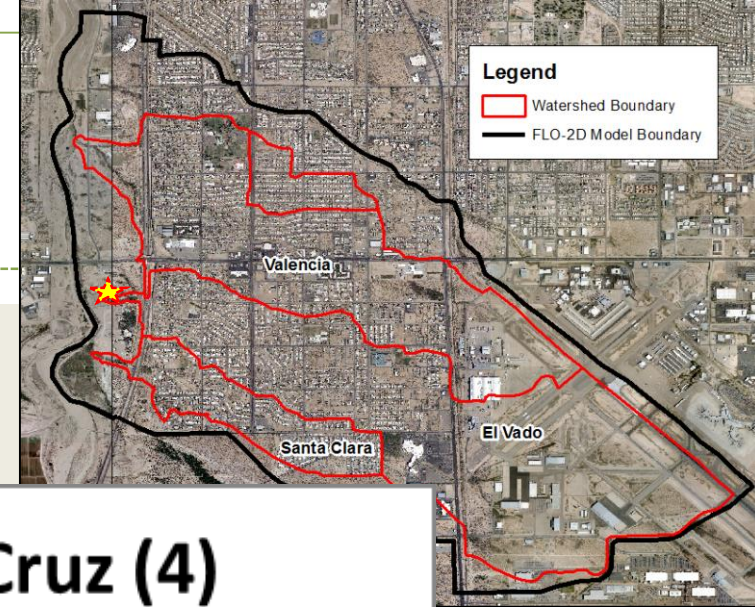 Legend
Watershed Boundary
FLO-2D Model Boundary
Valencia
El Vado
Santa Clara
Cruz (4)